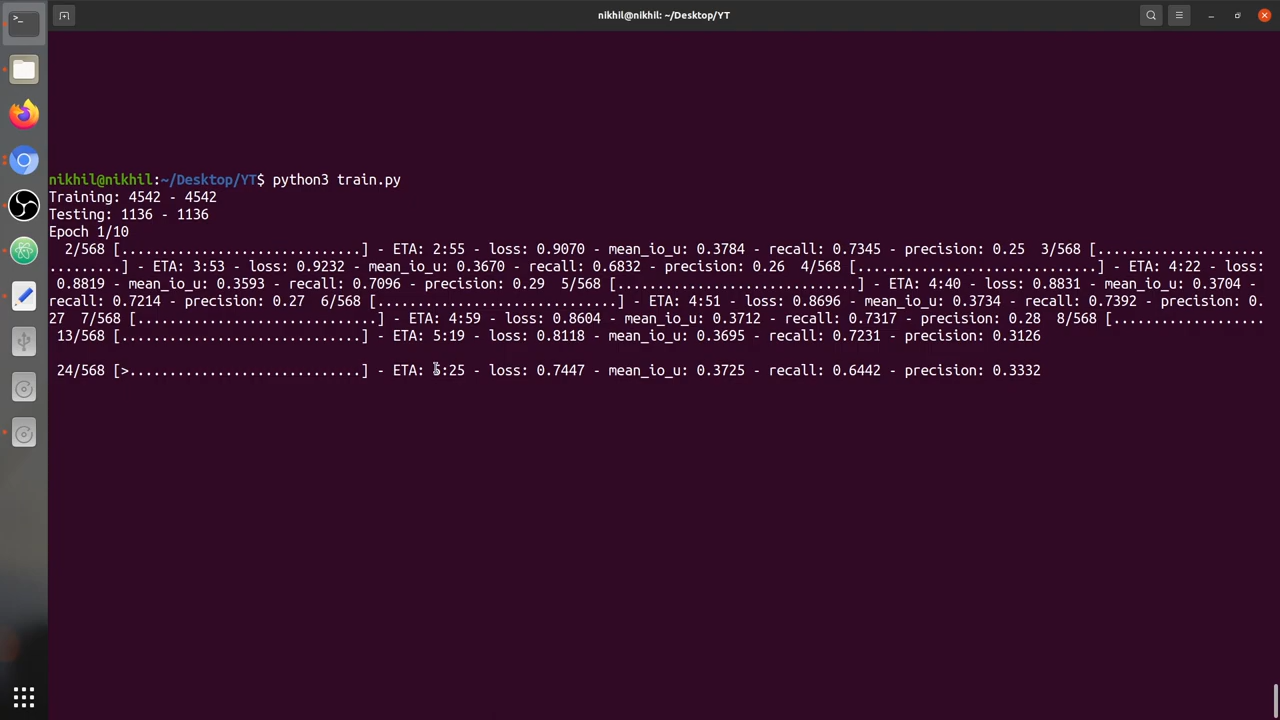 nikhil@nikhil: ~/Desktop/YT
nikhil@nikhil:~/Desktop/YT$ python3 train.py
Training: 4542 - 4542
Testing: 1136 - 1136
Epoch 1/10
2/568 [..............................] - ETA: 2:55 - loss: 0.9070 - mean_io_u: 0.3784 - recall: 0.7345 - precision: 0.25  3/568 [.....................
.........] - ETA: 3:53 - loss: 0.9232 - mean_io_u: 0.3670 - recall: 0.6832 - precision: 0.26  4/568 [..............................] - ETA: 4:22 - loss:
0.8819 - mean_io_u: 0.3593 - recall: 0.7096 - precision: 0.29  5/568 [..............................] - ETA: 4:40 - loss: 0.8831 - mean_io_u: 0.3704 -
recall: 0.7214 - precision: 0.27  6/568 [..............................] - ETA: 4:51 - loss: 0.8696 - mean_io_u: 0.3734 - recall: 0.7392 - precision: 0.
27  7/568 [..............................] - ETA: 4:59 - loss: 0.8604 - mean_io_u: 0.3712 - recall: 0.7317 - precision: 0.28  8/568 [...................
13/568 [..............................] - ETA: 5:19 - loss: 0.8118 - mean_io_u: 0.3695 - recall: 0.7231 - precision: 0.3126
24/568 [>.............................] - ETA: 5:25 - loss: 0.7447 - mean_io_u: 0.3725 - recall: 0.6442 - precision: 0.3332